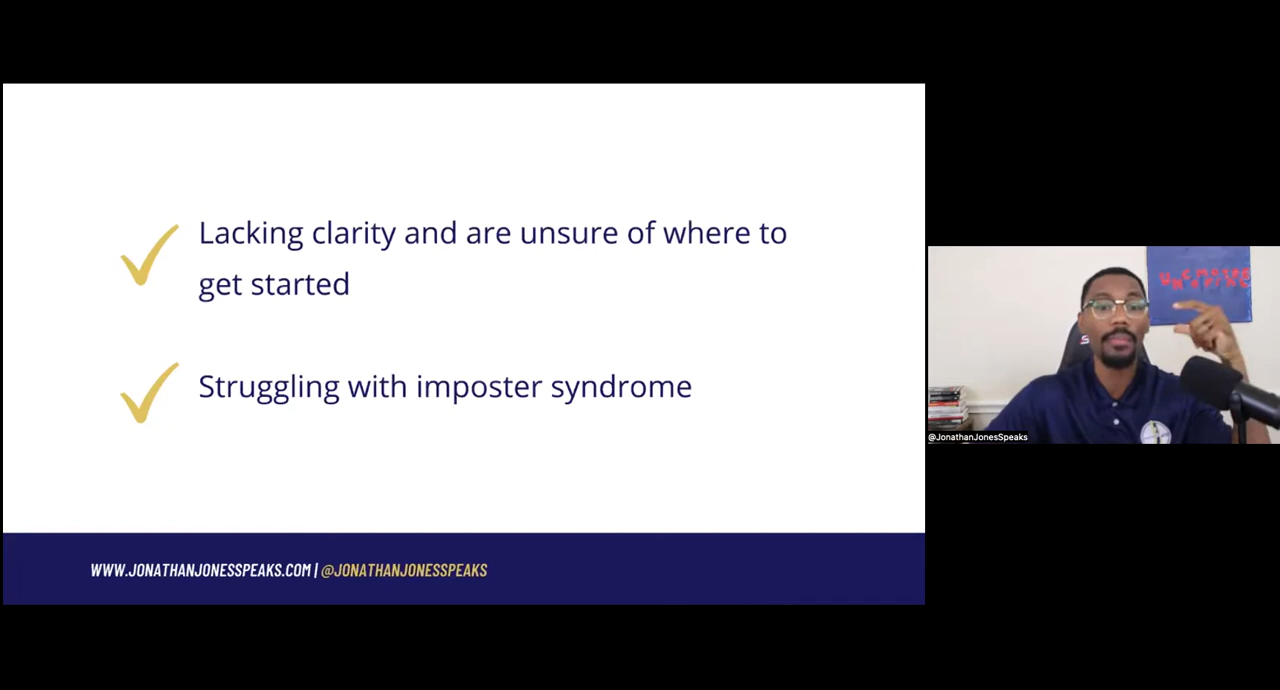 Lacking clarity and are unsure of where to
get started
Struggling with imposter syndrome
WWW.JONATHANJONESSPEAKS.COM | @JONATHANJONESSPEAKS
@JonathanJonesSpeaks